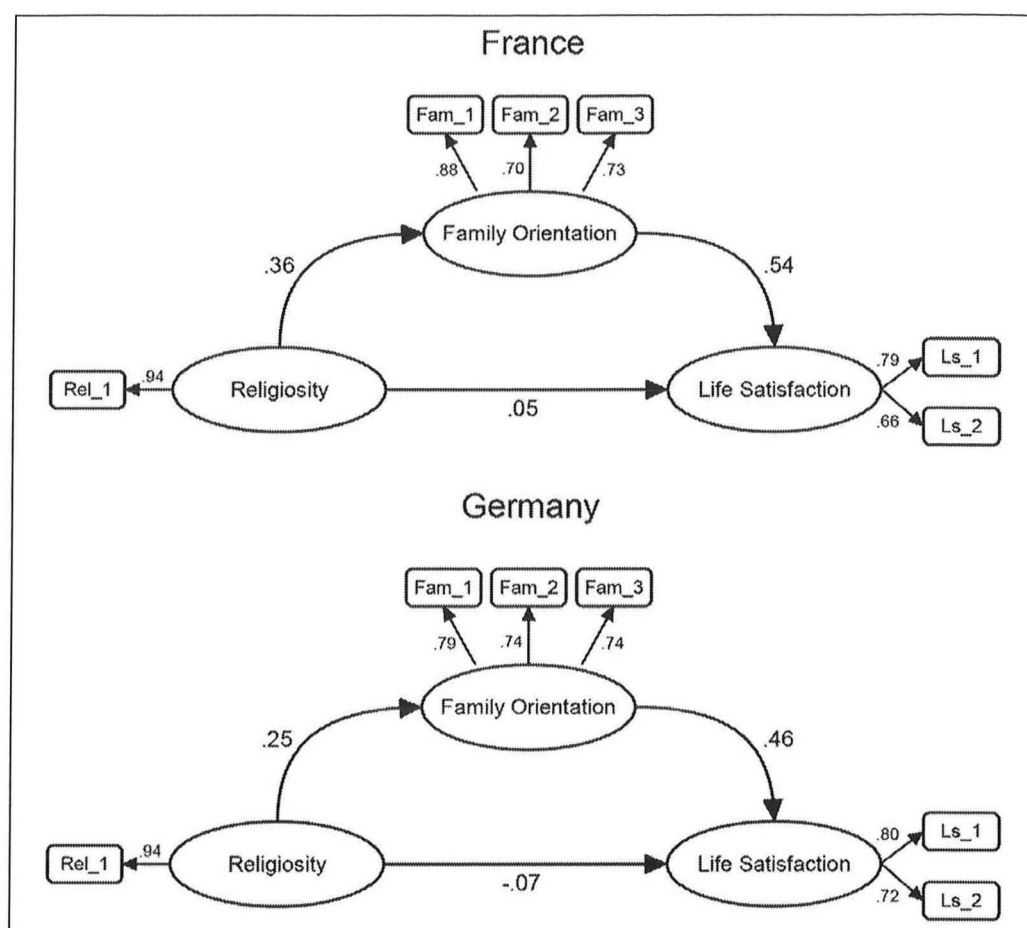 France
Fam_1 Fam_2 Fam_3
.88 .70 .73
Family Orientation
.36 .54
Rel_1 .94 Religiosity .05 Life Satisfaction .79 Ls_1
.66 Ls_2
Germany
Fam_1 Fam_2 Fam_3
.79 .74 .74
Family Orientation
.25 .46
Rel_1 .94 Religiosity -.07 Life Satisfaction .80 Ls_1
.72 Ls_2